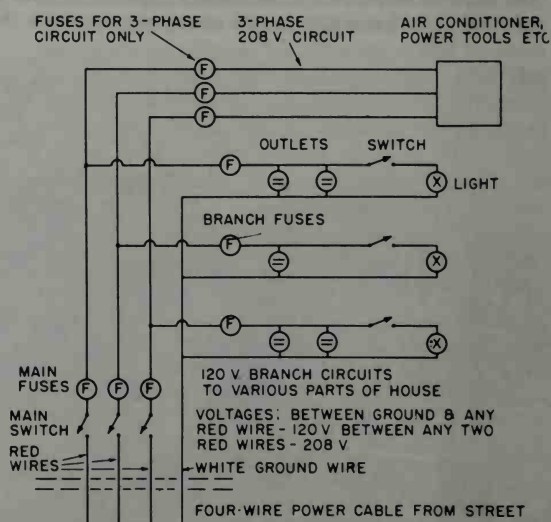 FUSES FOR 3-PHASE
CIRCUIT ONLY
3-PHASE
208 V. CIRCUIT
AIR CONDITIONER,
POWER TOOLS ETC
F
F
F
OUTLETS
SWITCH
F
X
LIGHT
BRANCH FUSES
F
X
F
X
MAIN
FUSES
F F F
120 V. BRANCH CIRCUITS
TO VARIOUS PARTS OF HOUSE
MAIN
SWITCH
VOLTAGES: BETWEEN GROUND & ANY
RED WIRE - 120 V. BETWEEN ANY TWO
RED WIRES - 208 V.
RED
WIRES
WHITE GROUND WIRE
FOUR-WIRE POWER CABLE FROM STREET